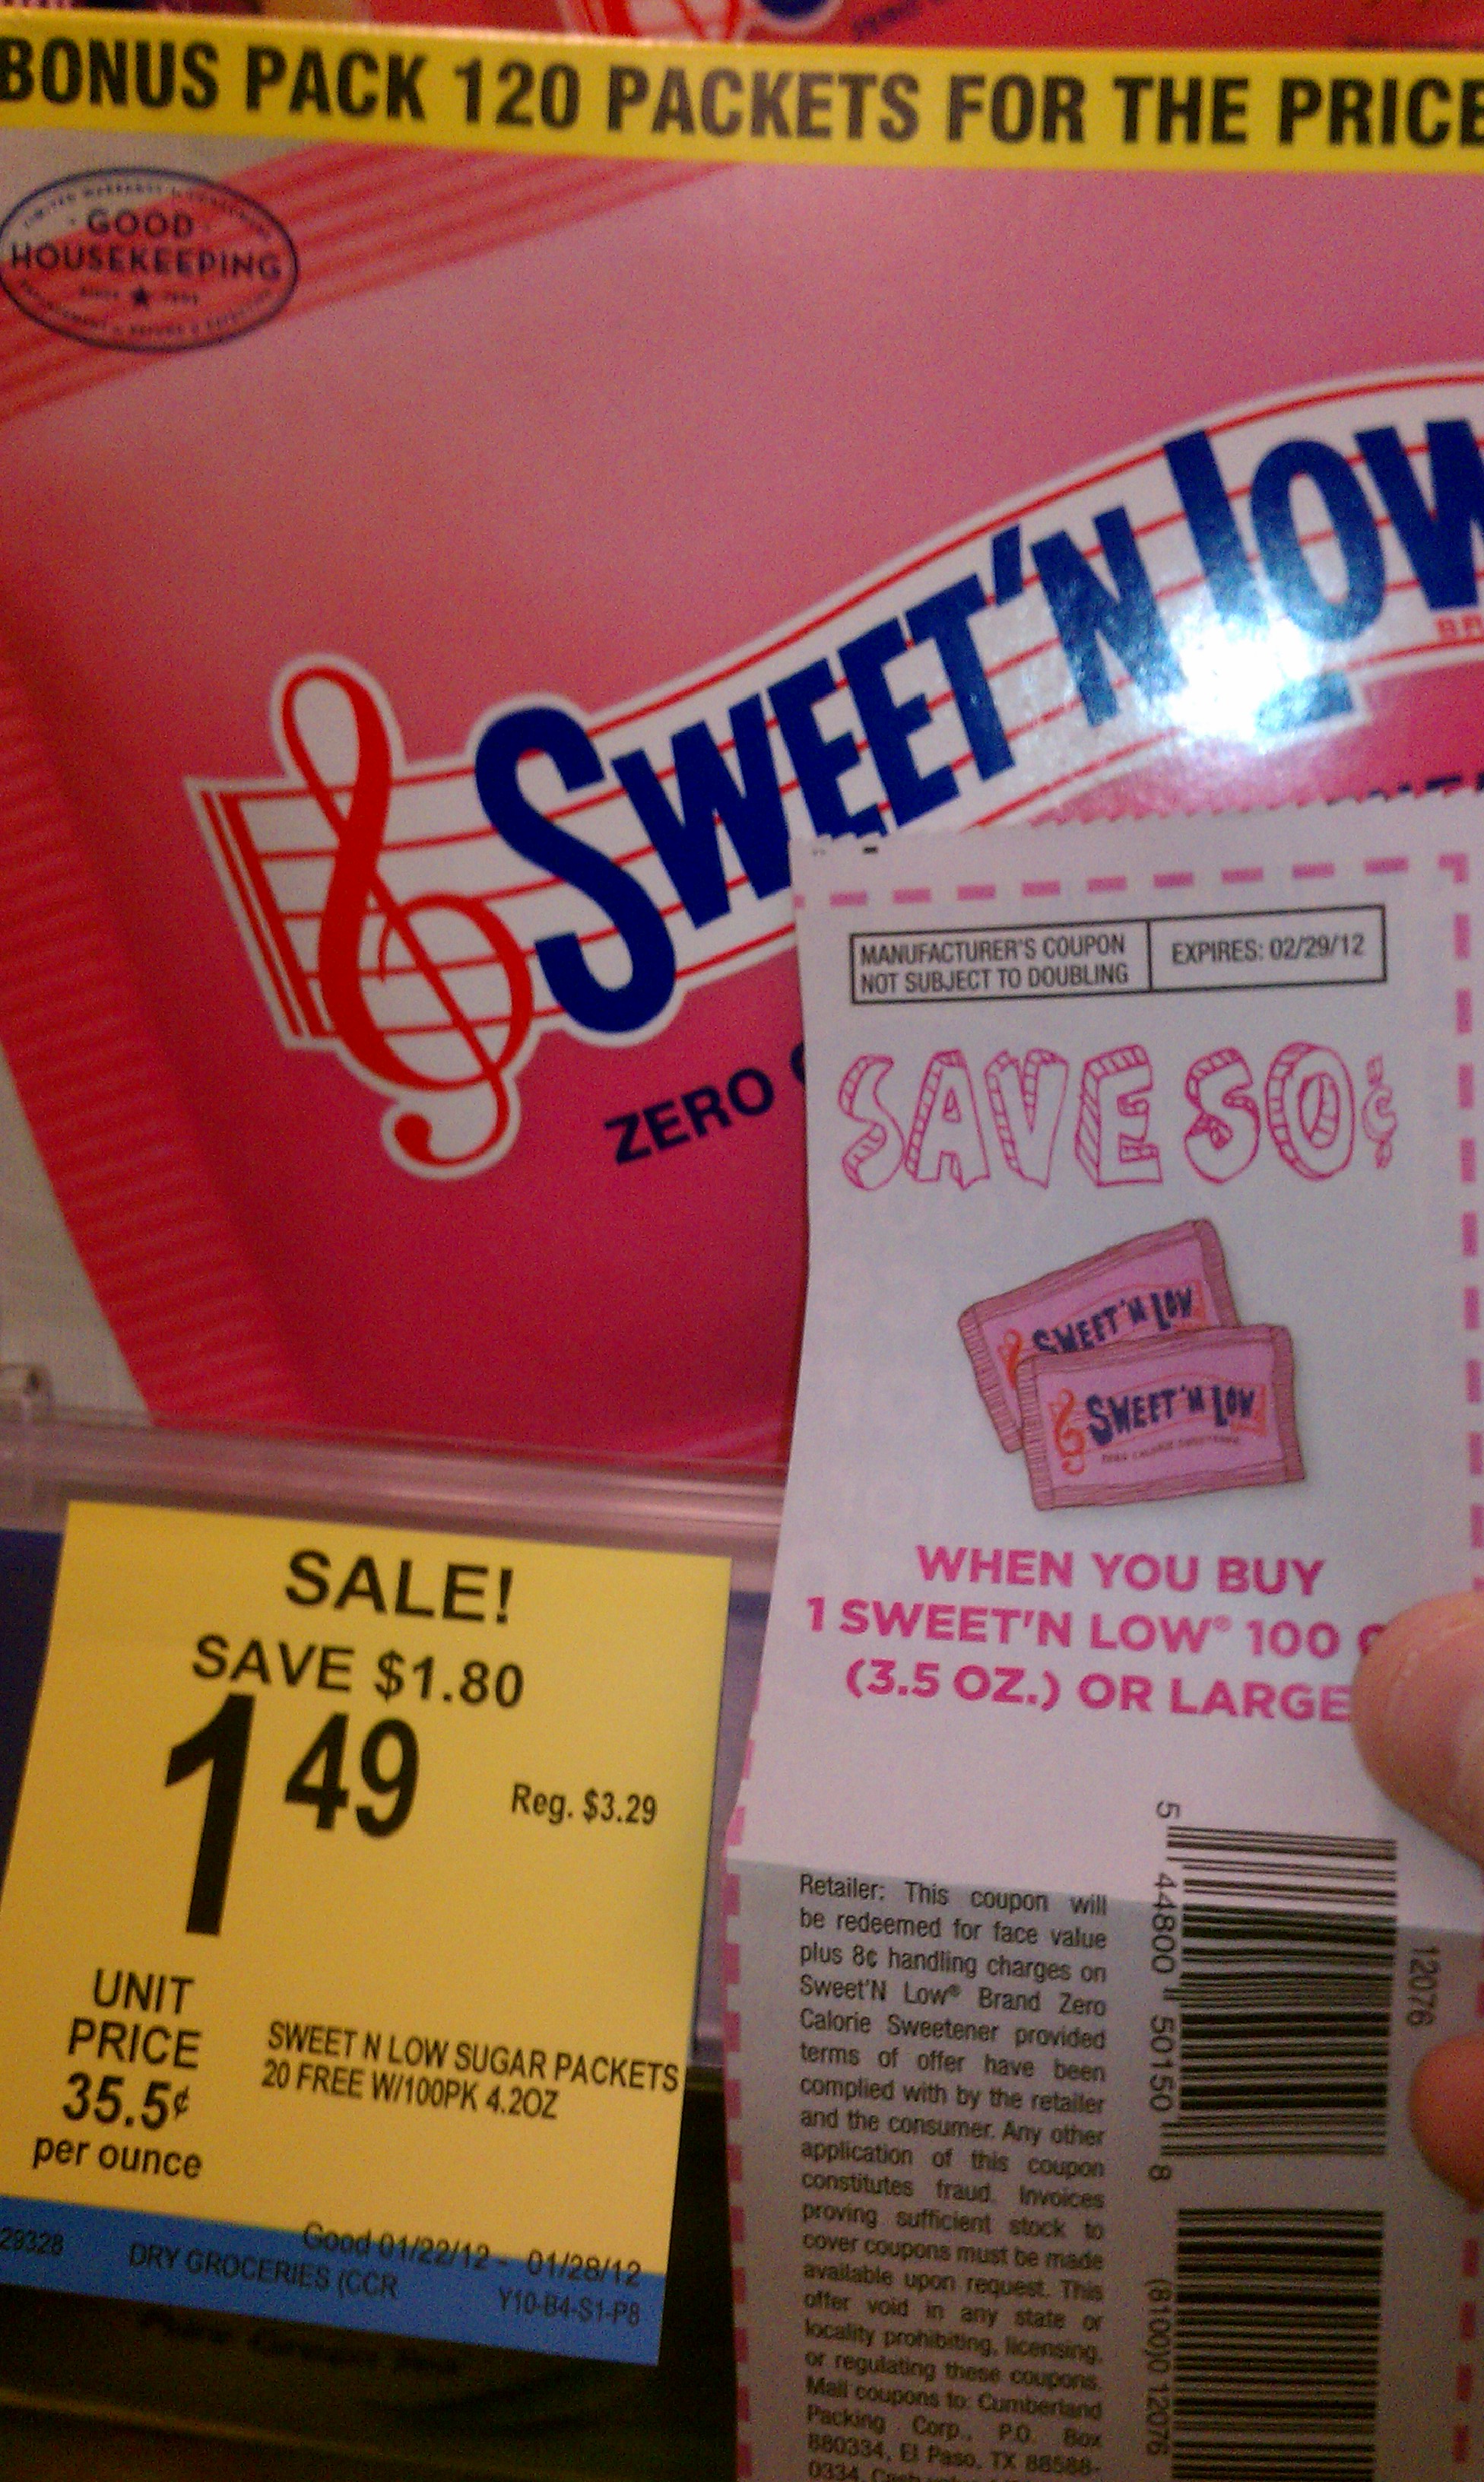 BONUS PACK 120 PACKETS FOR THE PRICE
GOOD
HOUSEKEEPING
SWEET'N LOW
ZERO
MANUFACTURER'S COUPON
NOT SUBJECT TO DOUBLING
EXPIRES: 02/29/12
SAVE 50¢
SWEET'N LOW
SWEET'N LOW
WHEN YOU BUY
1 SWEET'N LOW® 100
(3.5 OZ.) OR LARGE
Retailer: This coupon will
be redeemed for face value
plus 8¢ handling charges on
Sweet'N Low® Brand Zero
Calorie Sweetener provided
terms of offer have been
complied with by the retailer
and the consumer. Any other
application of this coupon
constitutes fraud. Invoices
proving sufficient stock to
cover coupons must be made
available upon request. This
offer void in any state or
locality prohibiting, licensing,
or regulating these coupons.
Mail coupons to: Cumberland
Packing Corp., P.O. Box
880334, El Paso, TX 88588-
0334.
5 44800 50150 8
12076
(8100)0 12076
SALE!
SAVE $1.80
1 49
Reg. $3.29
UNIT
PRICE
35.5¢
per ounce
SWEET N LOW SUGAR PACKETS
20 FREE W/100PK 4.2OZ
Good 01/22/12 - 01/28/12
29328
DRY GROCERIES (CCR
Y10-B4-S1-P8